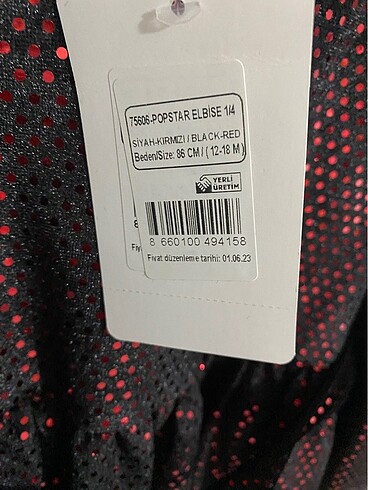 75606-POPSTAR ELBİSE 1/4
SİYAH-KIRMIZI / BLACK-RED
Beden/Size: 86 CM / ( 12-18 M )
YERLİ
ÜRETİM
8 660100 494158
Fiyat düzenleme tarihi: 01.06.23